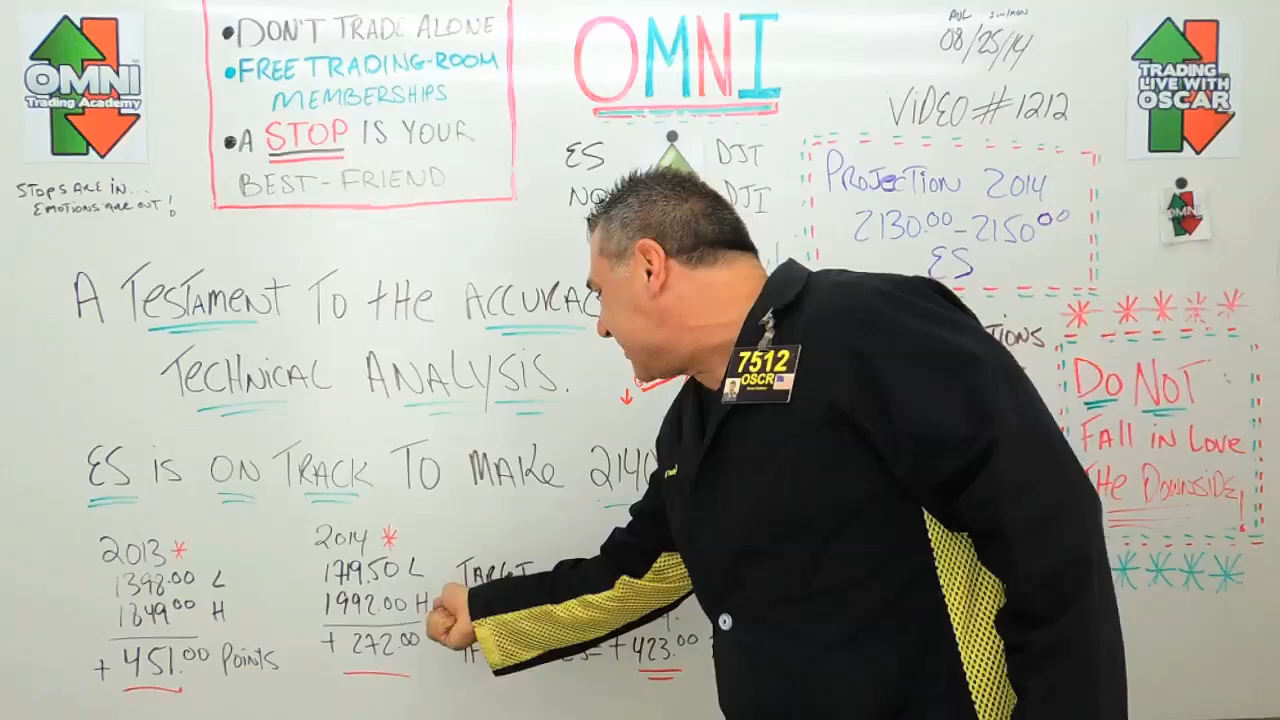 OMNI
Trading Academy
STOPS ARE IN...
EMOTIONS ARE OUT!
•DON'T TRADE ALONE
•FREE TRADING-ROOM
MEMBERSHIPS
•A STOP IS YOUR
BEST-FRIEND
OMNI
ES DJT
NQ DJI
08/25/14
VIDEO #1212
PROJECTION 2014
2130.00-2150.00
ES
TRADING
LIVE WITH
OSCAR
OMNI
A TESTAMENT TO THE ACCURAC
TECHNICAL ANALYSIS.
ES IS ON TRACK TO MAKE 2140
DO NOT
FALL IN LOVE
THE DOWNSIDE!
7512
OSCR
2013 *
1398.00 L
1849.00 H
+ 451.00 POINTS
2014 *
1719.50 L
1992.00 H
+ 272.00
TARGET
+ 423.00